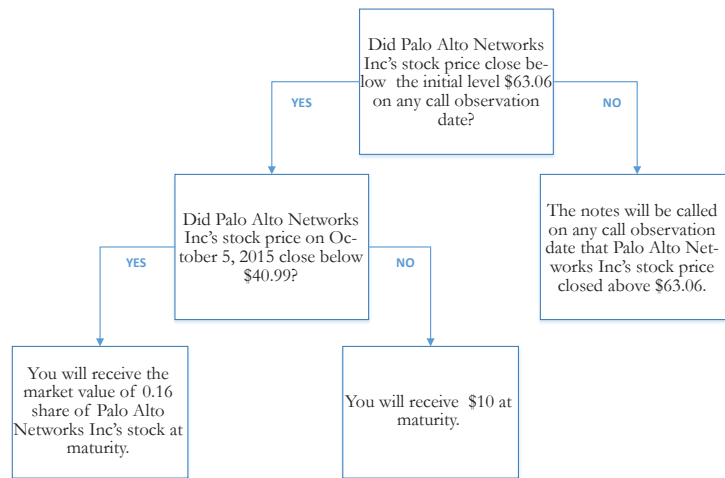 Did Palo Alto Networks
Inc's stock price close be-
low the initial level $63.06
on any call observation
date?
YES
NO
Did Palo Alto Networks
Inc's stock price on Oc-
tober 5, 2015 close below
$40.99?
The notes will be called
on any call observation
date that Palo Alto Net-
works Inc's stock price
closed above $63.06.
YES
NO
You will receive the
market value of 0.16
share of Palo Alto
Networks Inc's stock at
maturity.
You will receive $10 at
maturity.